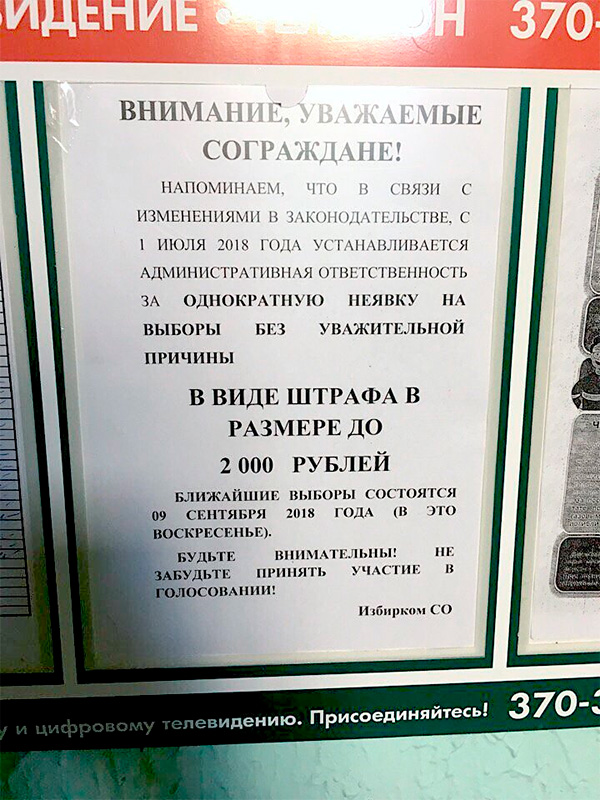 ВИДЕНИЕ • 370-
ВНИМАНИЕ, УВАЖАЕМЫЕ
СОГРАЖДАНЕ!
НАПОМИНАЕМ, ЧТО В СВЯЗИ С
ИЗМЕНЕНИЯМИ В ЗАКОНОДАТЕЛЬСТВЕ, С
1 ИЮЛЯ 2018 ГОДА УСТАНАВЛИВАЕТСЯ
АДМИНИСТРАТИВНАЯ ОТВЕТСТВЕННОСТЬ
ЗА ОДНОКРАТНУЮ НЕЯВКУ НА
ВЫБОРЫ БЕЗ УВАЖИТЕЛЬНОЙ
ПРИЧИНЫ
В ВИДЕ ШТРАФА В
РАЗМЕРЕ ДО
2 000 РУБЛЕЙ
БЛИЖАЙШИЕ ВЫБОРЫ СОСТОЯТСЯ
09 СЕНТЯБРЯ 2018 ГОДА (В ЭТО
ВОСКРЕСЕНЬЕ).
БУДЬТЕ ВНИМАТЕЛЬНЫ! НЕ
ЗАБУДЬТЕ ПРИНЯТЬ УЧАСТИЕ В
ГОЛОСОВАНИИ!
Избирком СО
у и цифровому телевидению. Присоединяйтесь! 370-3